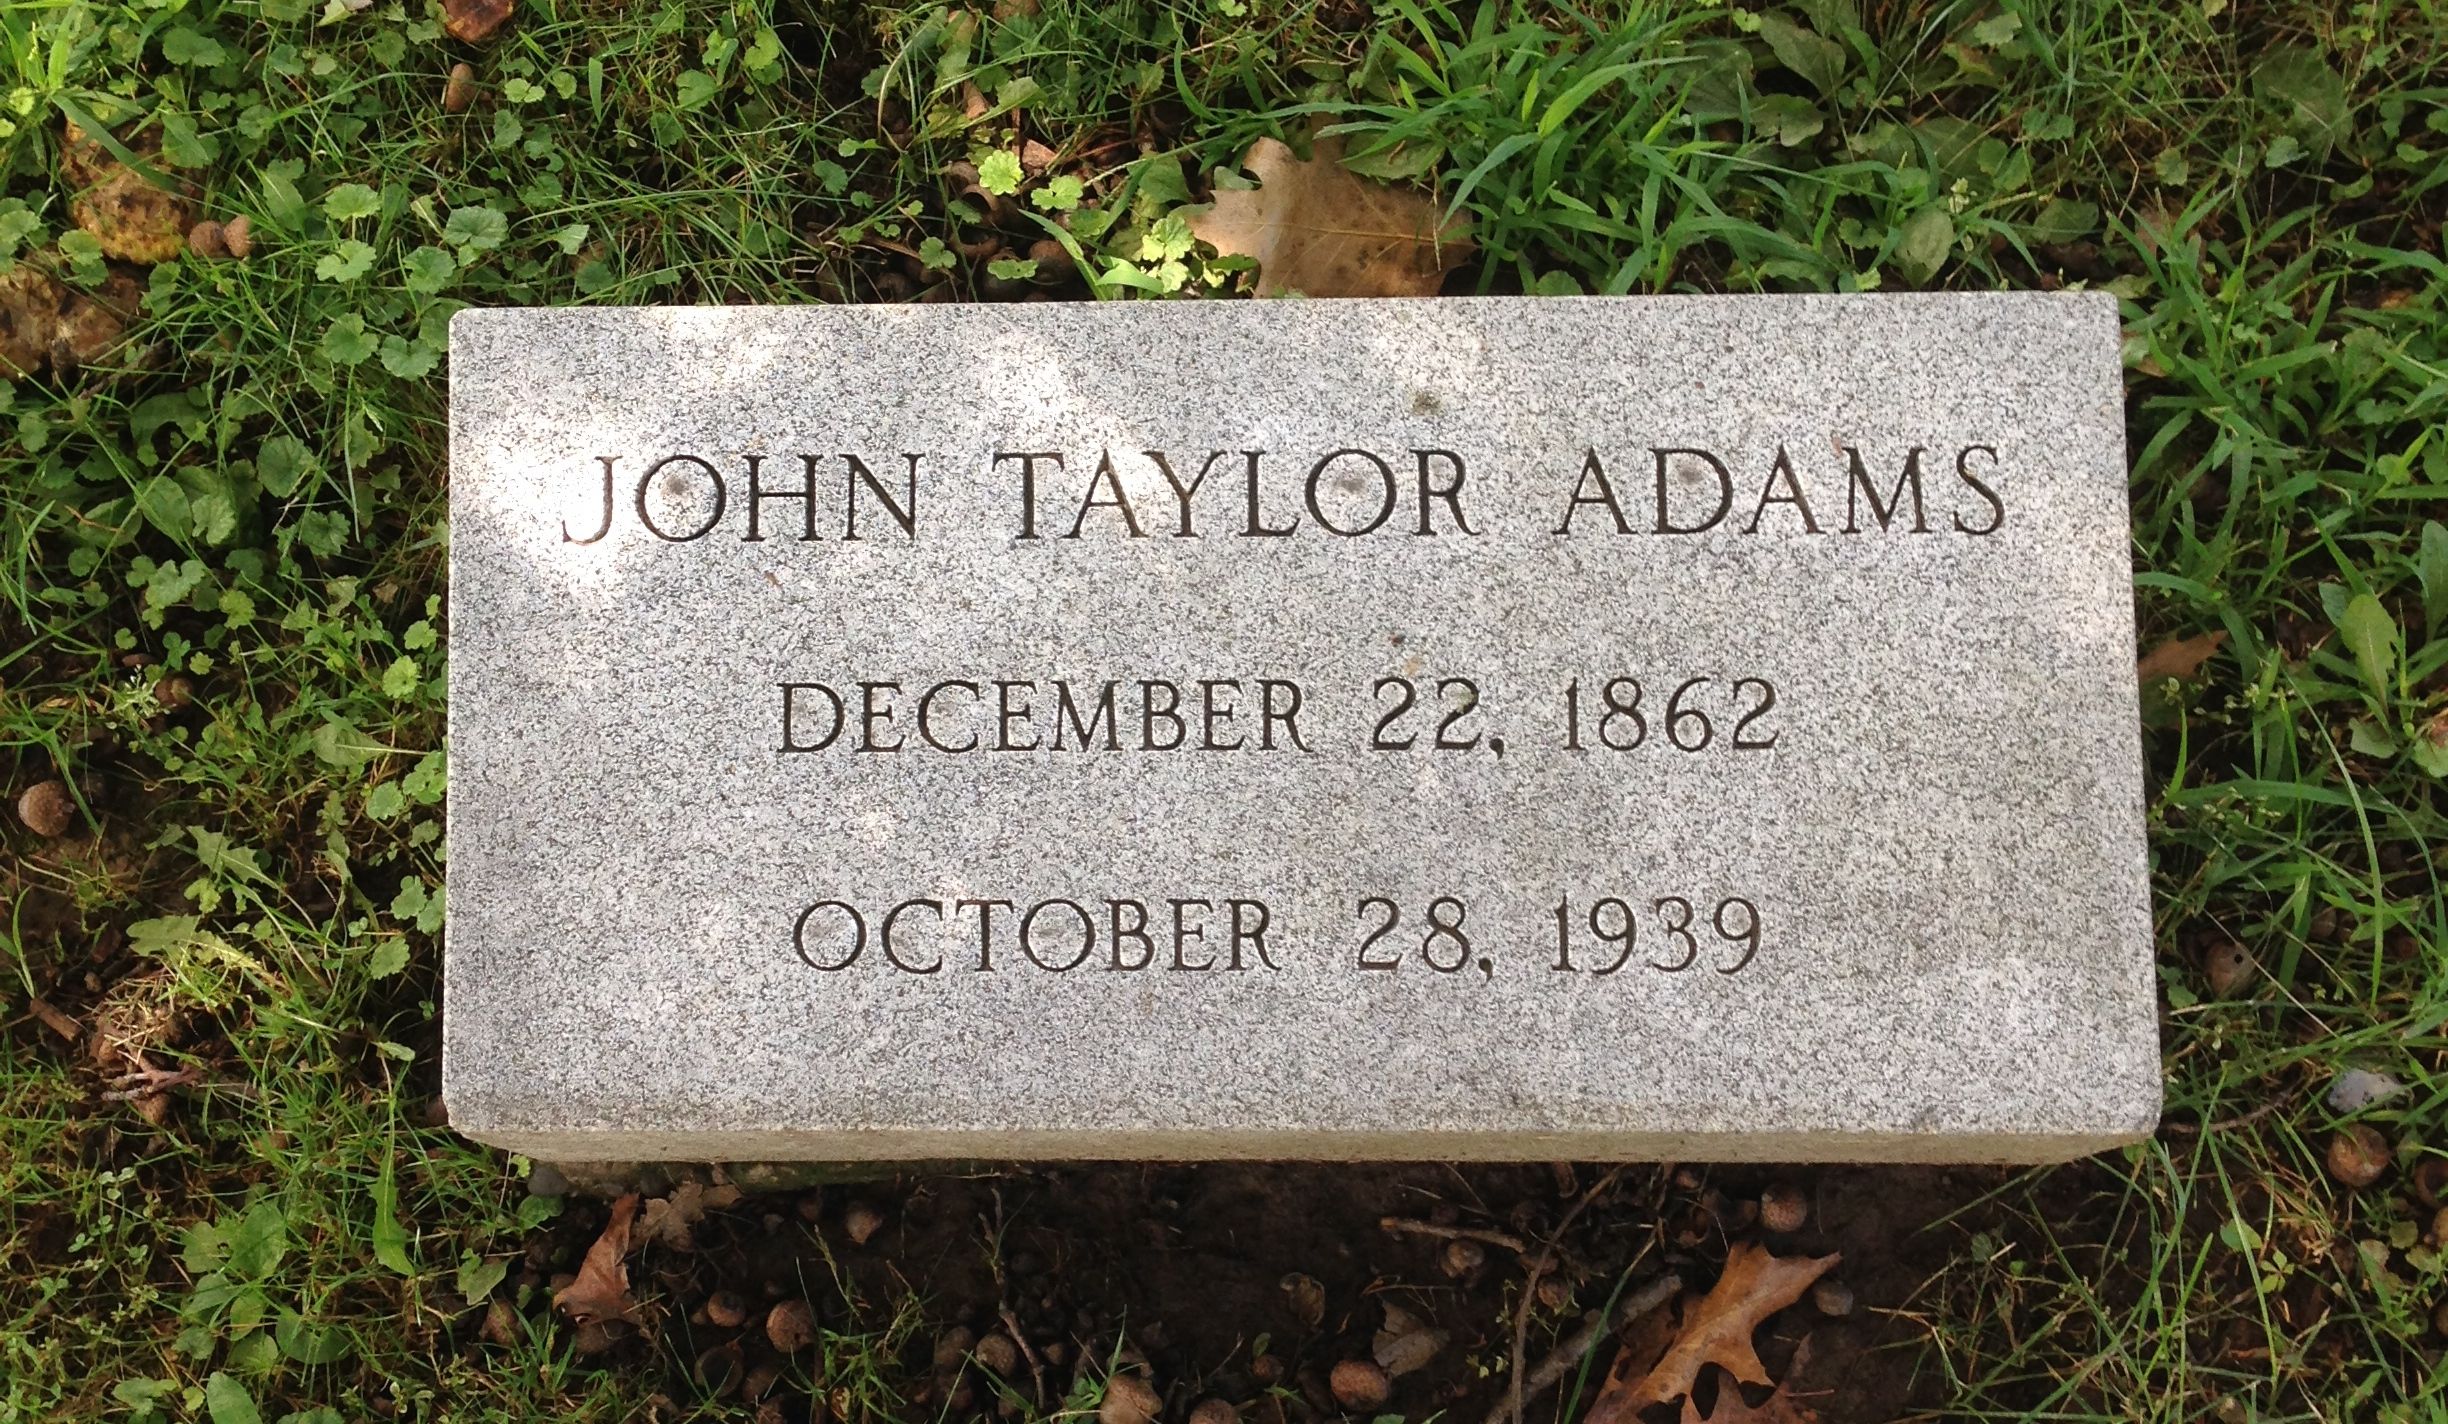 JOHN TAYLOR ADAMS
DECEMBER 22, 1862
OCTOBER 28, 1939